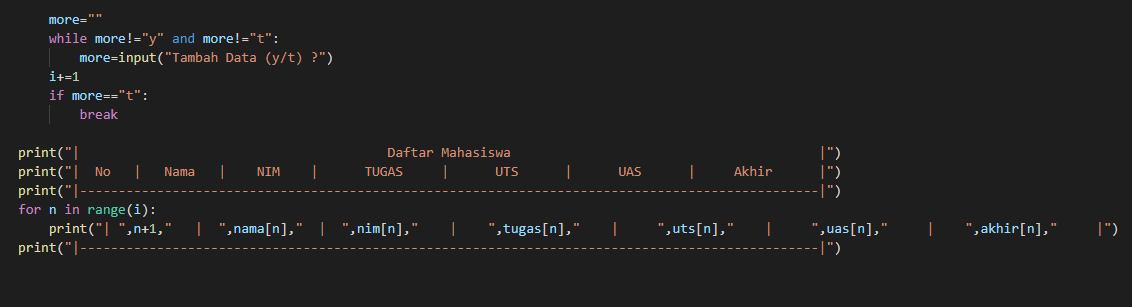 more=""
    while more!="y" and more!="t":
        more=input("Tambah Data (y/t) ?")
    i+=1
    if more=="t":
        break

print("|                                        Daftar Mahasiswa                                        |")
print("|  No   |   Nama   |    NIM    |      TUGAS     |      UTS      |      UAS      |     Akhir      |")
print("|------------------------------------------------------------------------------------------------|")
for n in range(i):
    print("| ",n+1,"   |  ",nama[n],"  |  ",nim[n],"    |    ",tugas[n],"    |     ",uts[n],"    |     ",uas[n],"     |    ",akhir[n],"     |")
print("|------------------------------------------------------------------------------------------------|")